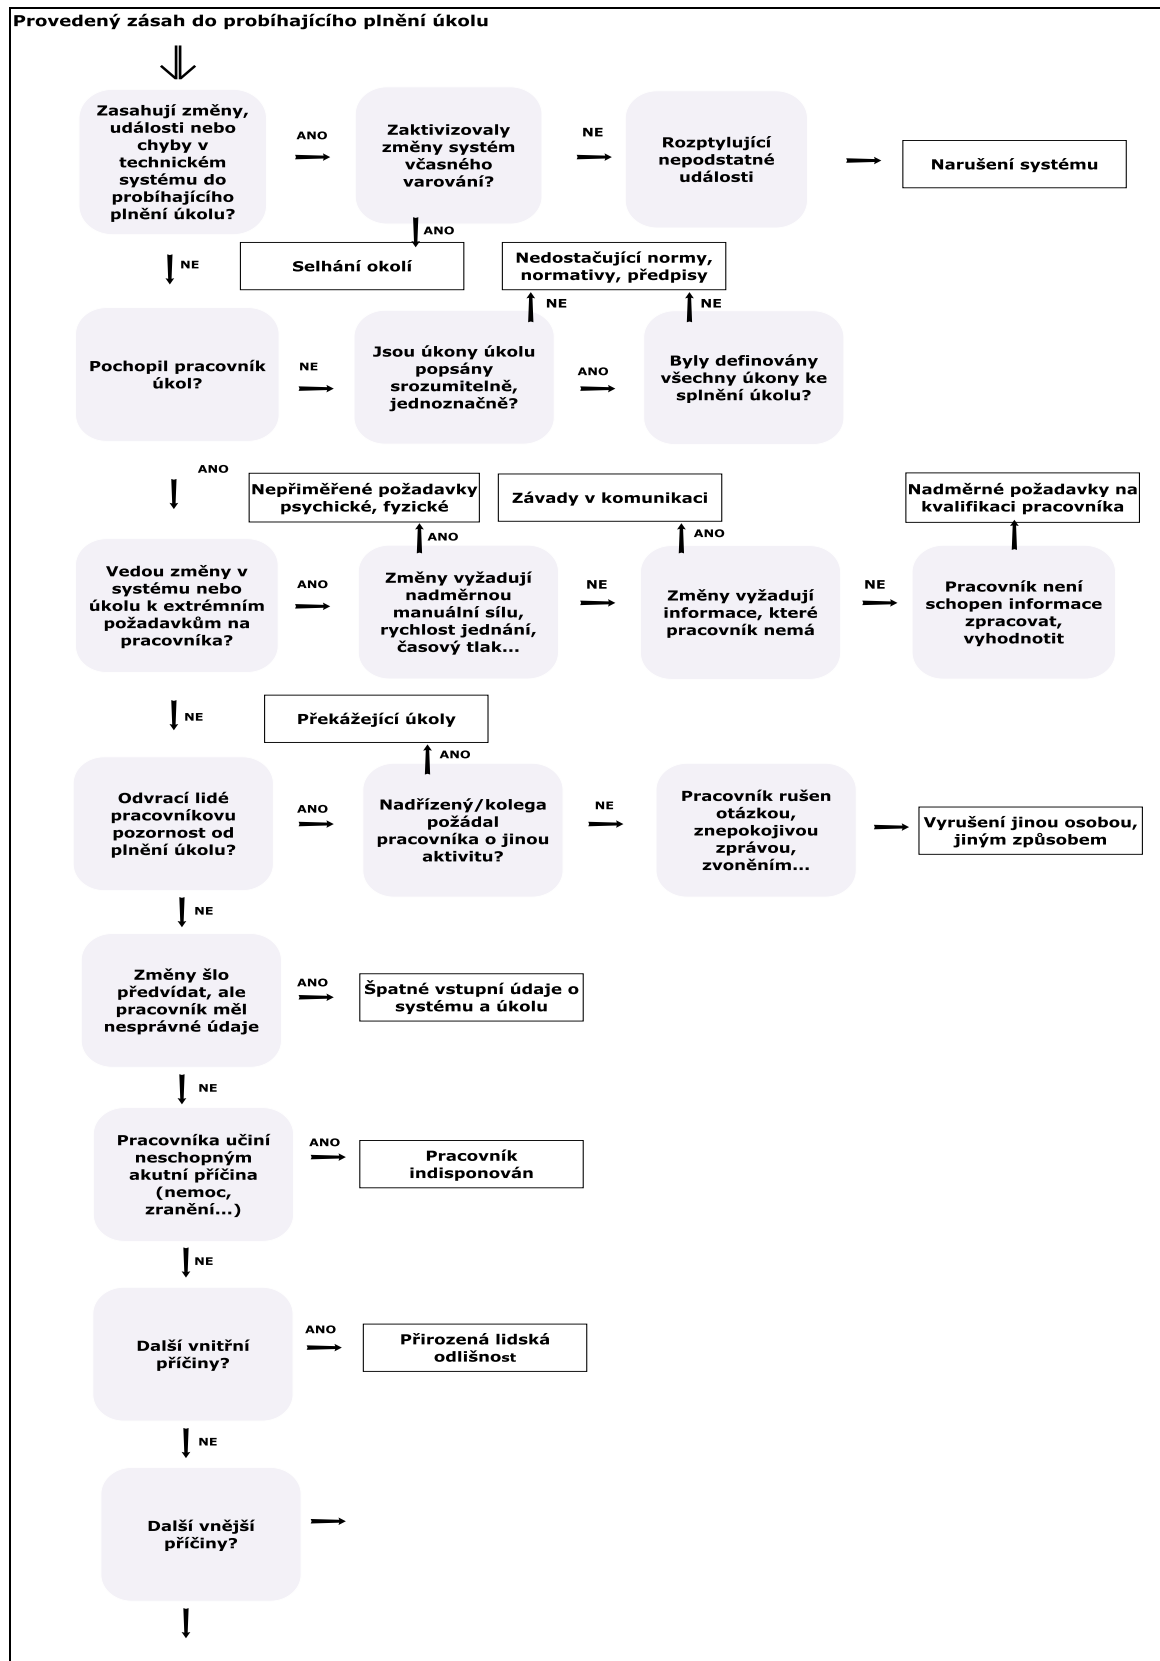 Provedený zásah do probíhajícího plnění úkolu
Zasahují změny,
události nebo
chyby v
technickém
systému do
probíhajícího
plnění úkolu?
ANO
Zaktivizovaly
změny systém
včasného
varování?
NE
Rozptylující
nepodstatné
události
Narušení systému
ANO
NE
Selhání okolí
Nedostačující normy,
normativy, předpisy
NE
NE
Pochopil pracovník
úkol?
NE
Jsou úkony úkolu
popsány
srozumitelně,
jednoznačně?
ANO
Byly definovány
všechny úkony ke
splnění úkolu?
ANO
Nepřiměřené požadavky
psychické, fyzické
Závady v komunikaci
Nadměrné požadavky na
kvalifikaci pracovníka
ANO
ANO
Vedou změny v
systému nebo
úkolu k extrémním
požadavkům na
pracovníka?
ANO
Změny vyžadují
nadměrnou
manuální sílu,
rychlost jednání,
časový tlak...
NE
Změny vyžadují
informace, které
pracovník nemá
NE
Pracovník není
schopen informace
zpracovat,
vyhodnotit
NE
Překážející úkoly
ANO
Odvrací lidé
pracovníkovu
pozornost od
plnění úkolu?
ANO
Nadřízený/kolega
požádal
pracovníka o jinou
aktivitu?
NE
Pracovník rušen
otázkou,
znepokojivou
zprávou,
zvoněním...
Vyrušení jinou osobou,
jiným způsobem
NE
Změny šlo
předvídat, ale
pracovník měl
nesprávné údaje
ANO
Špatné vstupní údaje o
systému a úkolu
NE
Pracovníka učiní
neschopným
akutní příčina
(nemoc,
zranění...)
ANO
Pracovník
indisponován
NE
Další vnitřní
příčiny?
ANO
Přirozená lidská
odlišnost
NE
Další vnější
příčiny?